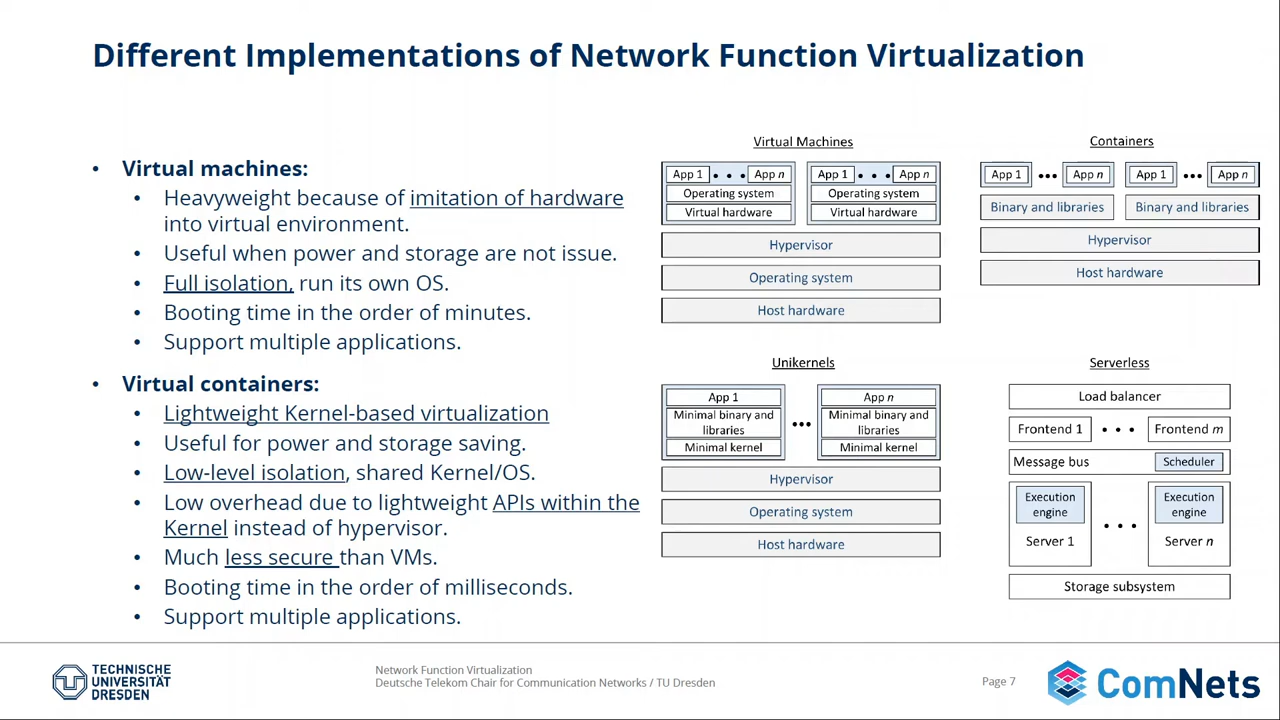 Different Implementations of Network Function Virtualization
• Virtual machines:
• Heavyweight because of imitation of hardware
into virtual environment.
• Useful when power and storage are not issue.
• Full isolation, run its own OS.
• Booting time in the order of minutes.
• Support multiple applications.
• Virtual containers:
• Lightweight Kernel-based virtualization
• Useful for power and storage saving.
• Low-level isolation, shared Kernel/OS.
• Low overhead due to lightweight APIs within the
Kernel instead of hypervisor.
• Much less secure than VMs.
• Booting time in the order of milliseconds.
• Support multiple applications.
Virtual Machines
App 1 • • • App n App 1 • • • App n
Operating system Operating system
Virtual hardware Virtual hardware
Hypervisor
Operating system
Host hardware
Containers
App 1 ••• App n App 1 ••• App n
Binary and libraries Binary and libraries
Hypervisor
Host hardware
Unikernels
App 1 App n
Minimal binary and Minimal binary and
libraries ••• libraries
Minimal kernel Minimal kernel
Hypervisor
Operating system
Host hardware
Serverless
Load balancer
Frontend 1 • • • Frontend m
Message bus Scheduler
Execution Execution
engine engine
• • •
Server 1 Server n
Storage subsystem
TECHNISCHE
UNIVERSITÄT
DRESDEN
Network Function Virtualization
Deutsche Telekom Chair for Communication Networks / TU Dresden
Page 7
ComNets